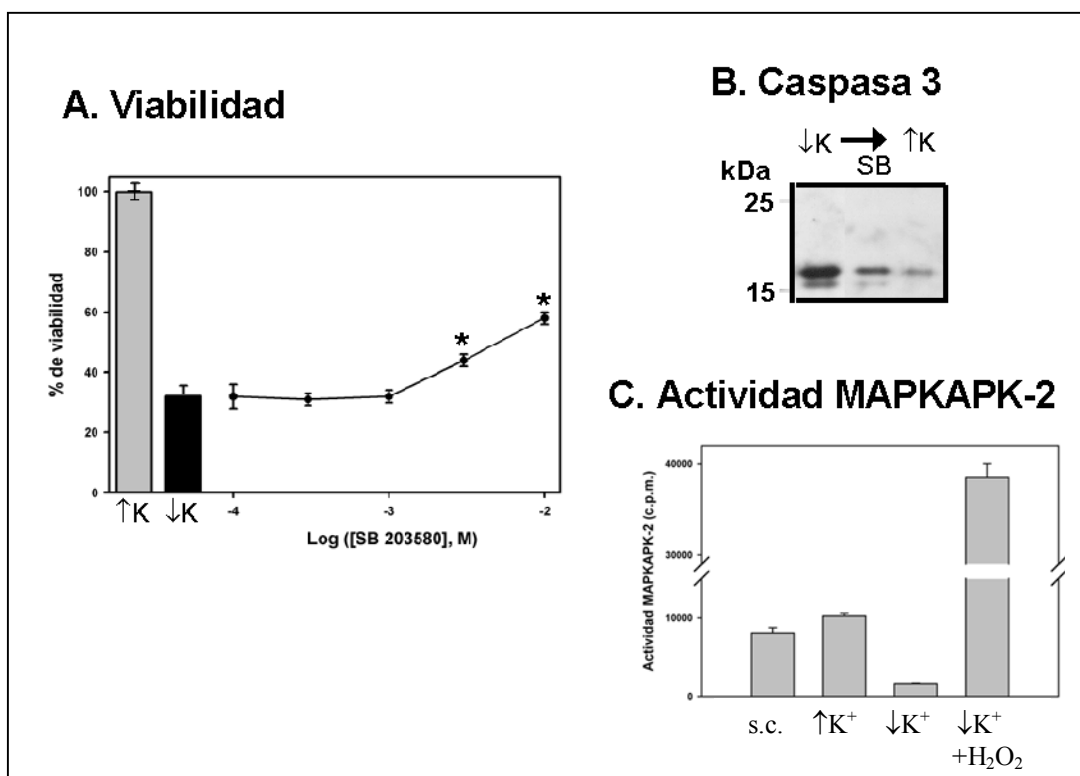 A. Viabilidad
% de viabilidad
100
80
60
40
20
0
* *
↑K ↓K
-4 -3 -2
Log ([SB 203580], M)
B. Caspasa 3
↓K → ↑K
SB
kDa
25
15
C. Actividad MAPKAPK-2
Actividad MAPKAPK-2 (c.p.m.)
40000
30000
10000
0
s.c. ↑K⁺ ↓K⁺ ↓K⁺
+H₂O₂